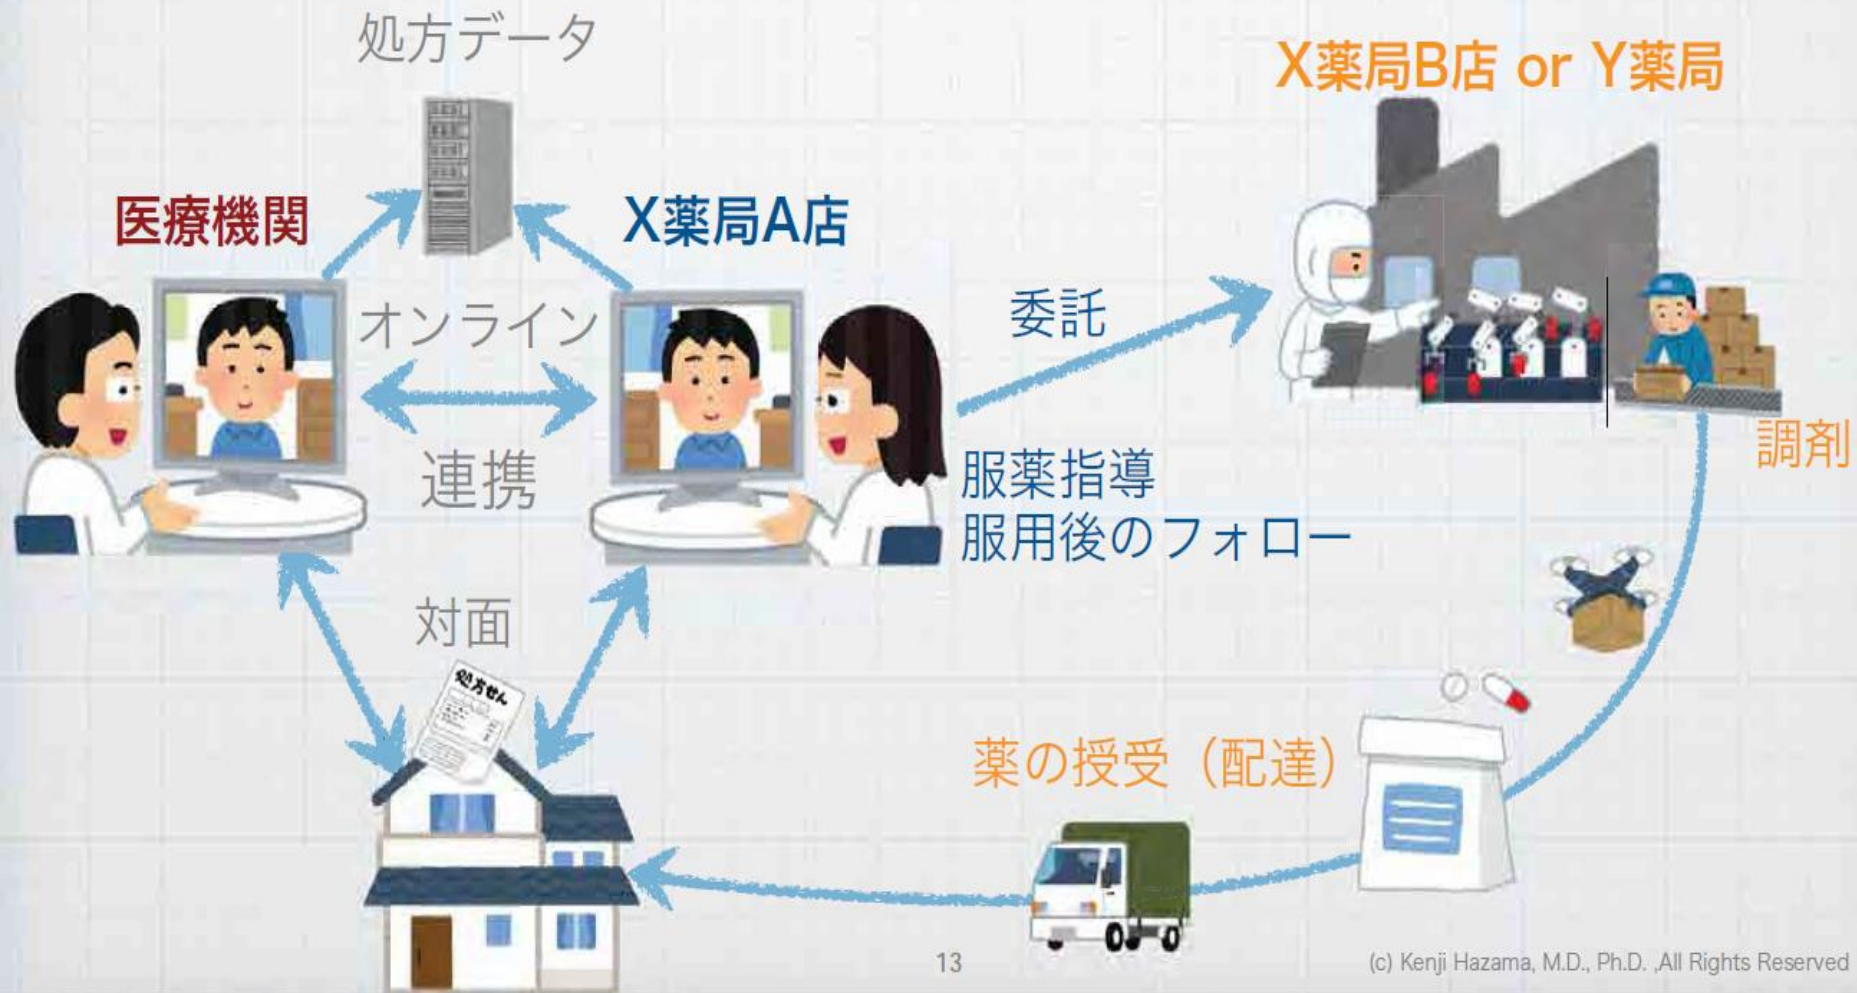 処方データ
X薬局B店 or Y薬局
医療機関
X薬局A店
オンライン
委託
連携
調剤
服薬指導
服用後のフォロー
対面
処方せん
薬の授受（配達）
13
(c) Kenji Hazama, M.D., Ph.D. ,All Rights Reserved